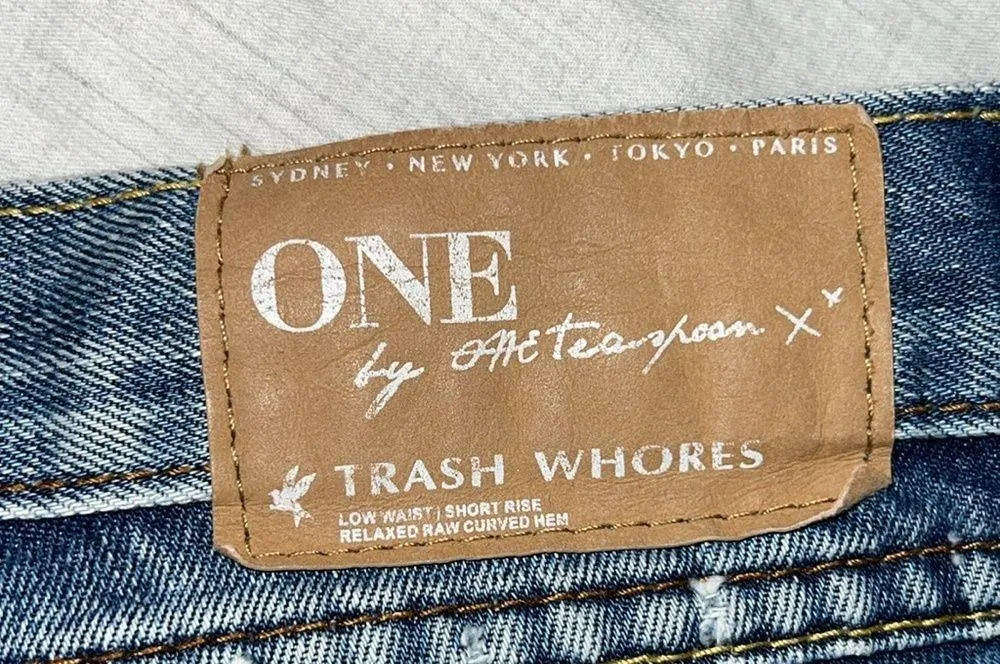 SYDNEY · NEW YORK · TOKYO · PARIS
ONE
by ONE teaspoon X x
TRASH WHORES
LOW WAIST | SHORT RISE
RELAXED RAW CURVED HEM